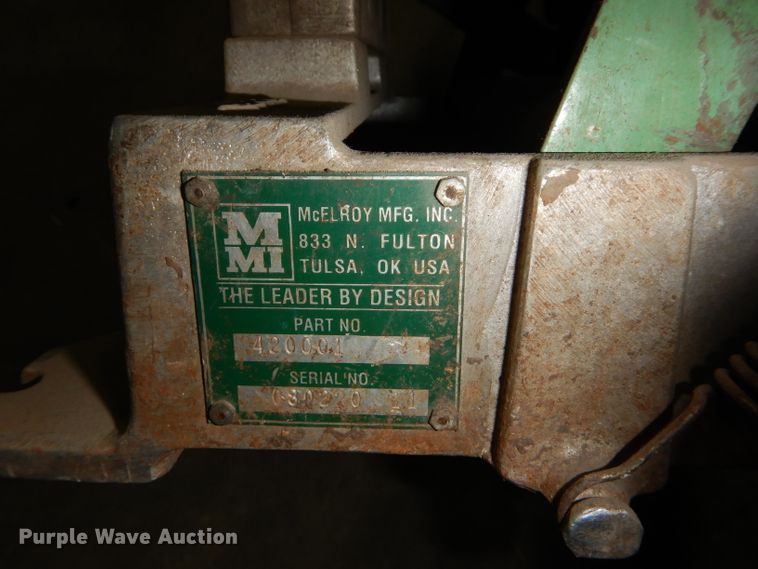 M
MI
McELROY MFG. INC.
833 N. FULTON
TULSA, OK USA
THE LEADER BY DESIGN
PART NO.
420001
SERIAL NO.
Purple Wave Auction